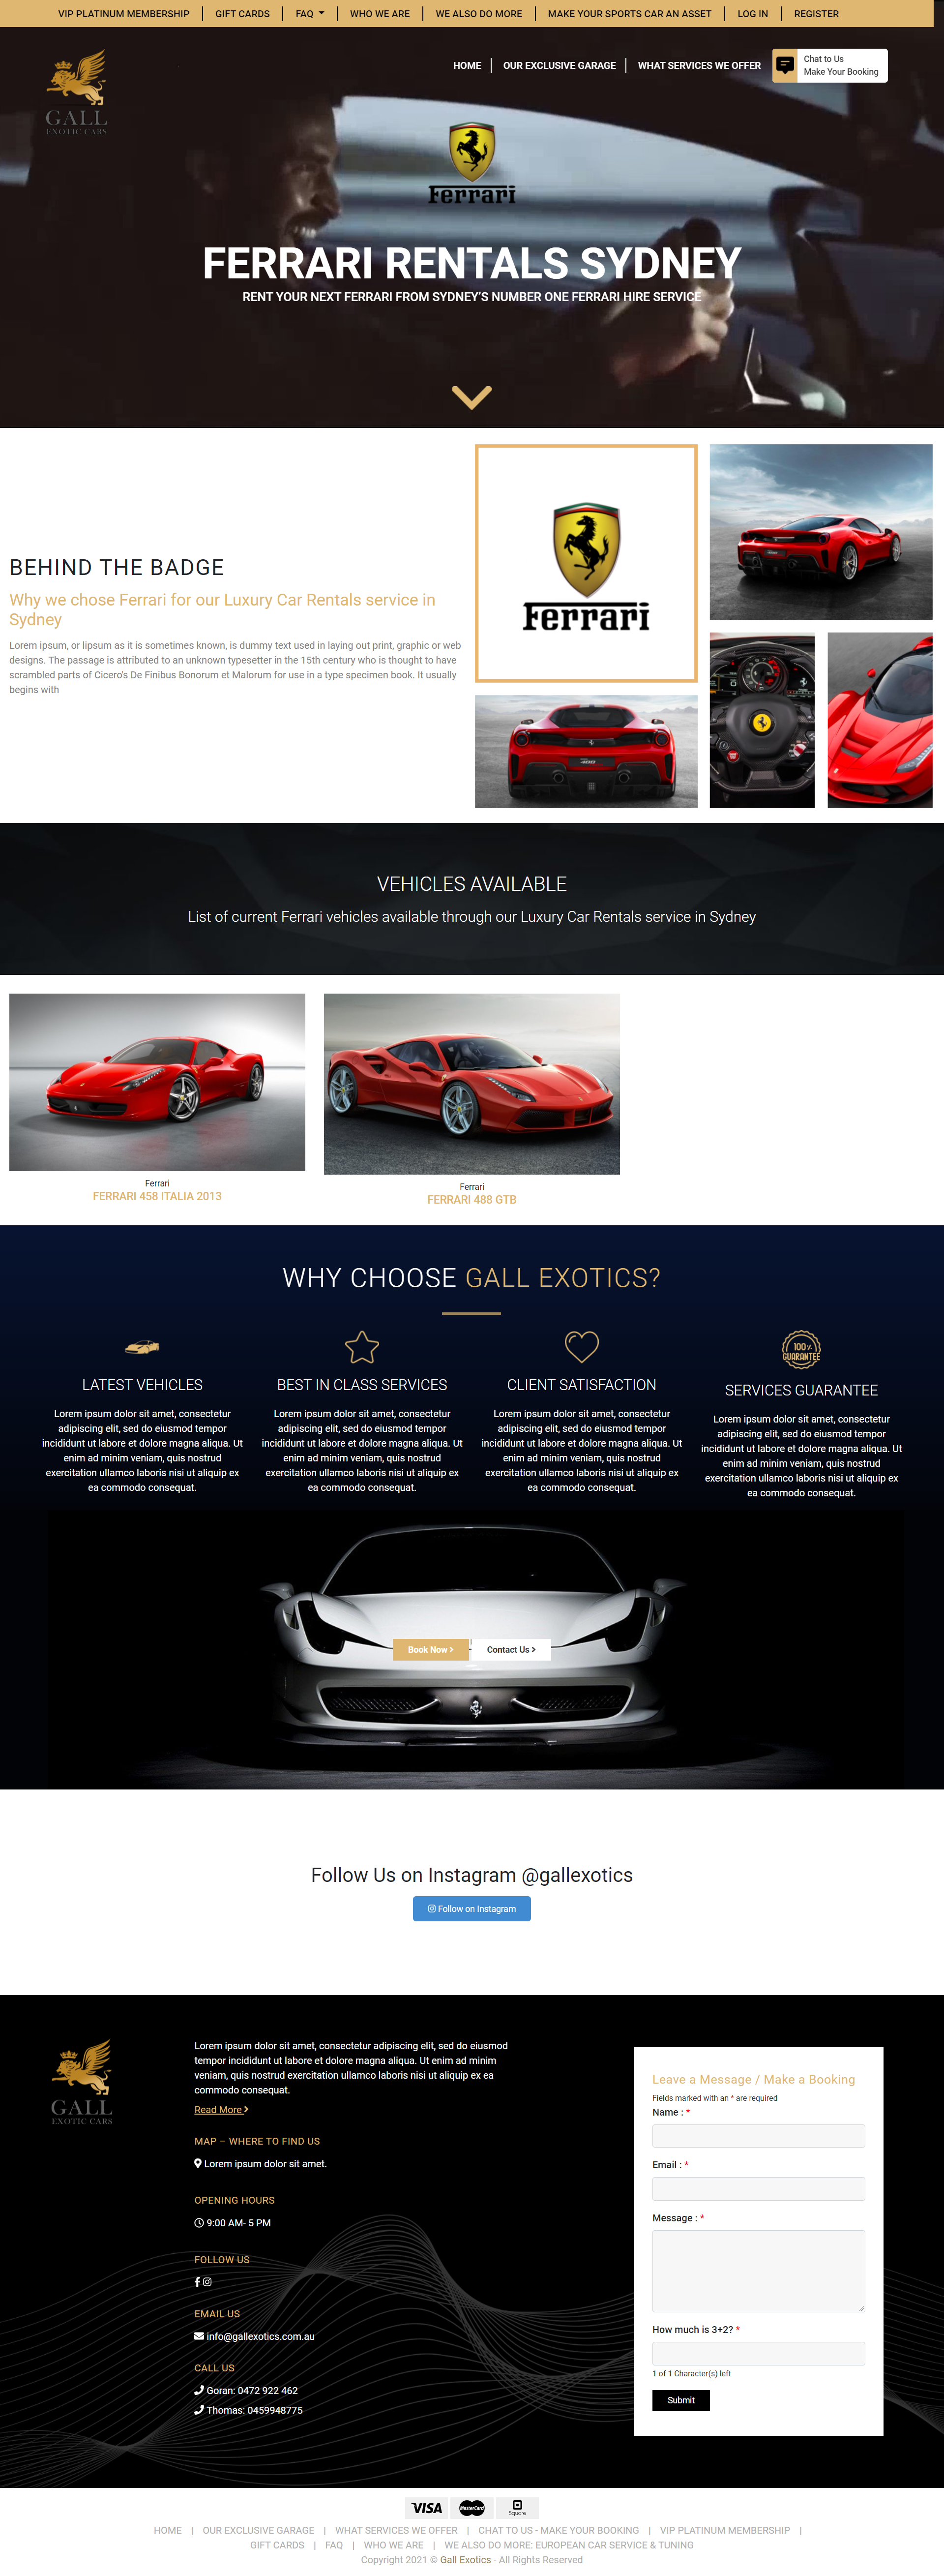 VIP PLATINUM MEMBERSHIP GIFT CARDS FAQ WHO WE ARE WE ALSO DO MORE MAKE YOUR SPORTS CAR AN ASSET LOG IN REGISTER
GALL
EXOTIC CARS
HOME OUR EXCLUSIVE GARAGE WHAT SERVICES WE OFFER
Chat to Us
Make Your Booking
Ferrari
FERRARI RENTALS SYDNEY
RENT YOUR NEXT FERRARI FROM SYDNEY'S NUMBER ONE FERRARI HIRE SERVICE
BEHIND THE BADGE
Why we chose Ferrari for our Luxury Car Rentals service in
Sydney
Lorem ipsum, or lipsum as it is sometimes known, is dummy text used in laying out print, graphic or web
designs. The passage is attributed to an unknown typesetter in the 15th century who is thought to have
scrambled parts of Cicero's De Finibus Bonorum et Malorum for use in a type specimen book. It usually
begins with
Ferrari
VEHICLES AVAILABLE
List of current Ferrari vehicles available through our Luxury Car Rentals service in Sydney
Ferrari
FERRARI 458 ITALIA 2013
Ferrari
FERRARI 488 GTB
WHY CHOOSE GALL EXOTICS?
LATEST VEHICLES
Lorem ipsum dolor sit amet, consectetur
adipiscing elit, sed do eiusmod tempor
incididunt ut labore et dolore magna aliqua. Ut
enim ad minim veniam, quis nostrud
exercitation ullamco laboris nisi ut aliquip ex
ea commodo consequat.
BEST IN CLASS SERVICES
Lorem ipsum dolor sit amet, consectetur
adipiscing elit, sed do eiusmod tempor
incididunt ut labore et dolore magna aliqua. Ut
enim ad minim veniam, quis nostrud
exercitation ullamco laboris nisi ut aliquip ex
ea commodo consequat.
CLIENT SATISFACTION
Lorem ipsum dolor sit amet, consectetur
adipiscing elit, sed do eiusmod tempor
incididunt ut labore et dolore magna aliqua. Ut
enim ad minim veniam, quis nostrud
exercitation ullamco laboris nisi ut aliquip ex
ea commodo consequat.
100%
GUARANTEE
SERVICES GUARANTEE
Lorem ipsum dolor sit amet, consectetur
adipiscing elit, sed do eiusmod tempor
incididunt ut labore et dolore magna aliqua. Ut
enim ad minim veniam, quis nostrud
exercitation ullamco laboris nisi ut aliquip ex
ea commodo consequat.
Book Now
Contact Us
Follow Us on Instagram @gallexotics
Follow on Instagram
GALL
EXOTIC CARS
Lorem ipsum dolor sit amet, consectetur adipiscing elit, sed do eiusmod
tempor incididunt ut labore et dolore magna aliqua. Ut enim ad minim
veniam, quis nostrud exercitation ullamco laboris nisi ut aliquip ex ea
commodo consequat.
Read More
MAP – WHERE TO FIND US
Lorem ipsum dolor sit amet.
OPENING HOURS
9:00 AM- 5 PM
FOLLOW US
EMAIL US
info@gallexotics.com.au
CALL US
Goran: 0472 922 462
Thomas: 0459948775
Leave a Message / Make a Booking
Fields marked with an * are required
Name : *
Email : *
Message : *
How much is 3+2? *
1 of 1 Character(s) left
Submit
VISA MasterCard Square
HOME | OUR EXCLUSIVE GARAGE | WHAT SERVICES WE OFFER | CHAT TO US - MAKE YOUR BOOKING | VIP PLATINUM MEMBERSHIP |
GIFT CARDS | FAQ | WHO WE ARE | WE ALSO DO MORE: EUROPEAN CAR SERVICE & TUNING
Copyright 2021 © Gall Exotics - All Rights Reserved